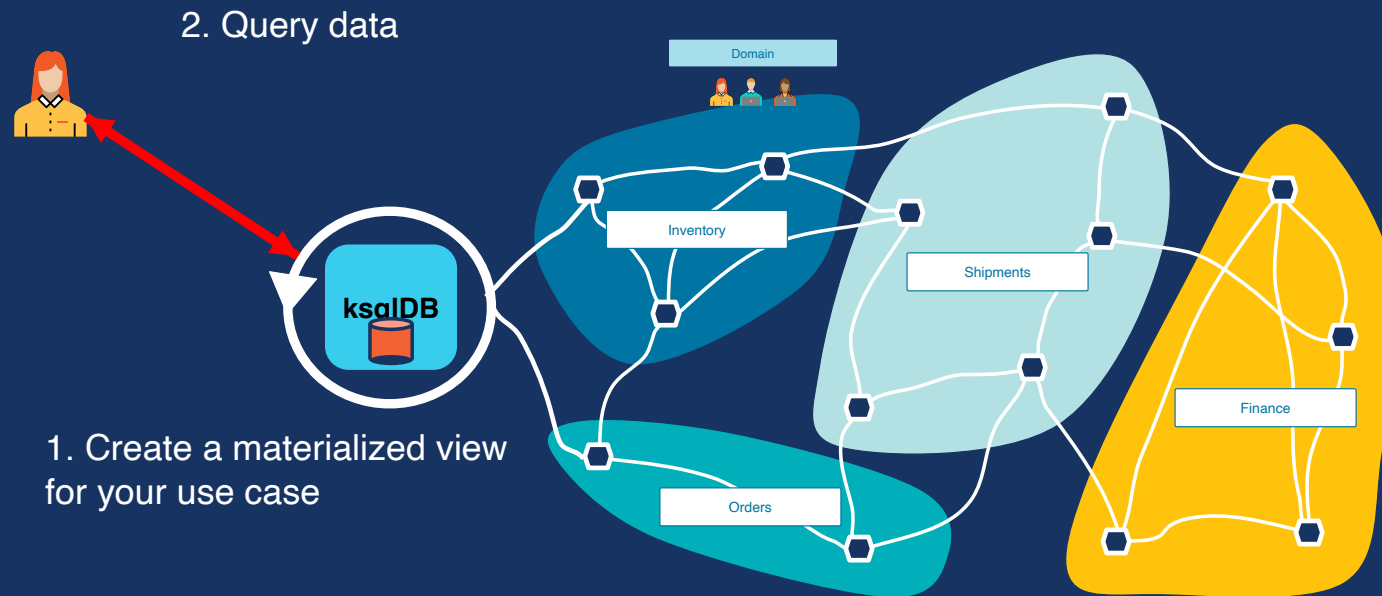 2. Query data
Domain
Inventory
Shipments
ksqlDB
Finance
1. Create a materialized view
for your use case
Orders